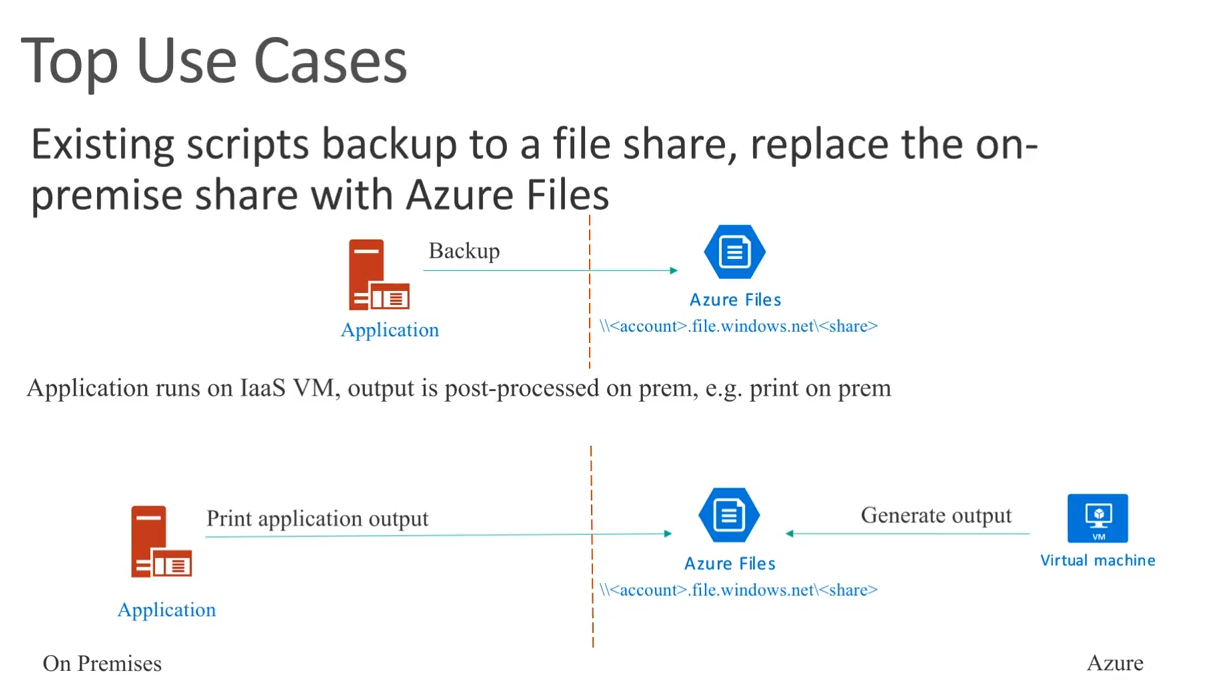 Top Use Cases
Existing scripts backup to a file share, replace the on-
premise share with Azure Files
Backup
Azure Files
Application
\\<account>.file.windows.net\<share>
Application runs on IaaS VM, output is post-processed on prem, e.g. print on prem
Print application output
Generate output
VM
Azure Files
Virtual machine
\\<account>.file.windows.net\<share>
Application
On Premises
Azure